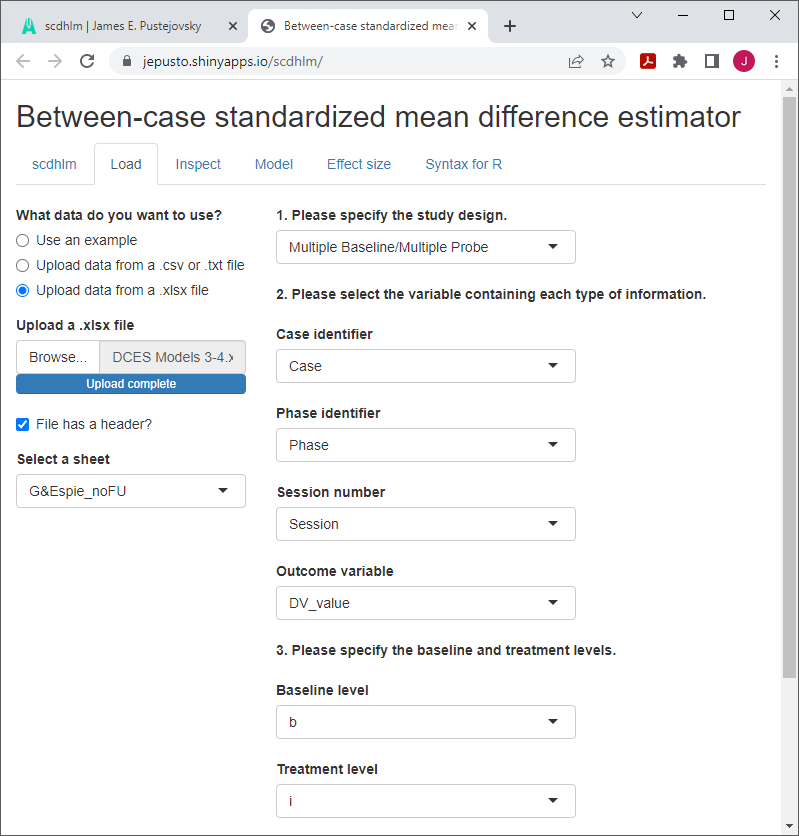 scdhlm | James E. Pustejovsky
Between-case standardized mea
jepusto.shinyapps.io/scdhlm/
J
Between-case standardized mean difference estimator
scdhlm Load Inspect Model Effect size Syntax for R
What data do you want to use?
Use an example
Upload data from a .csv or .txt file
Upload data from a .xlsx file
Upload a .xlsx file
Browse... DCES Models 3-4.x
Upload complete
File has a header?
Select a sheet
G&Espie_noFU
1. Please specify the study design.
Multiple Baseline/Multiple Probe
2. Please select the variable containing each type of information.
Case identifier
Case
Phase identifier
Phase
Session number
Session
Outcome variable
DV_value
3. Please specify the baseline and treatment levels.
Baseline level
b
Treatment level
i